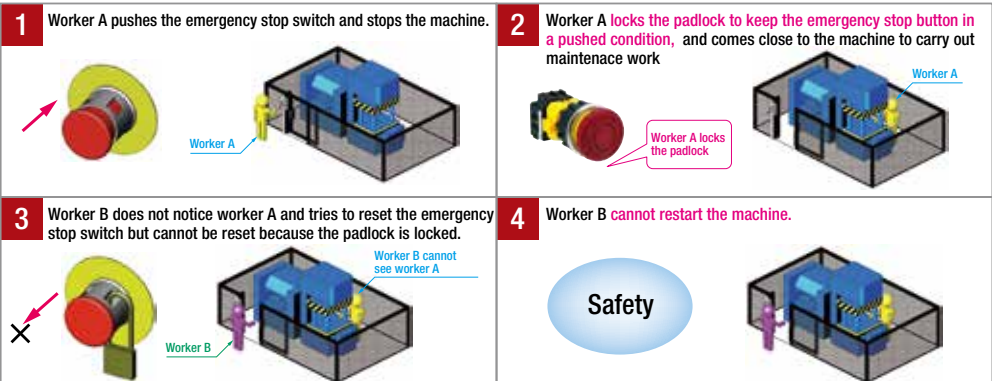 1
Worker A pushes the emergency stop switch and stops the machine.
Worker A
2
Worker A locks the padlock to keep the emergency stop button in
a pushed condition, and comes close to the machine to carry out
maintenace work
Worker A
Worker A locks
the padlock
3
Worker B does not notice worker A and tries to reset the emergency
stop switch but cannot be reset because the padlock is locked.
Worker B cannot
see worker A
Worker B
4
Worker B cannot restart the machine.
Safety